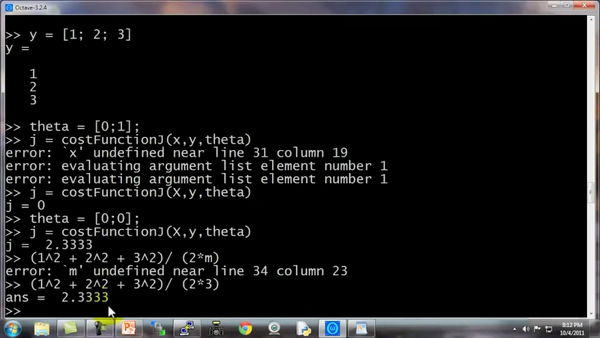 Octave-3.2.4
>> y = [1; 2; 3]
y =
1
2
3
>> theta = [0;1];
>> j = costFunctionJ(x,y,theta)
error: `x' undefined near line 31 column 19
error: evaluating argument list element number 1
error: evaluating argument list element number 1
>> j = costFunctionJ(x,y,theta)
j = 0
>> theta = [0;0];
>> j = costFunctionJ(x,y,theta)
j =  2.3333
>> (1^2 + 2^2 + 3^2)/ (2*m)
error: `m' undefined near line 34 column 23
>> (1^2 + 2^2 + 3^2)/ (2*3)
ans =  2.3333
>>
8:12 PM
10/4/2011